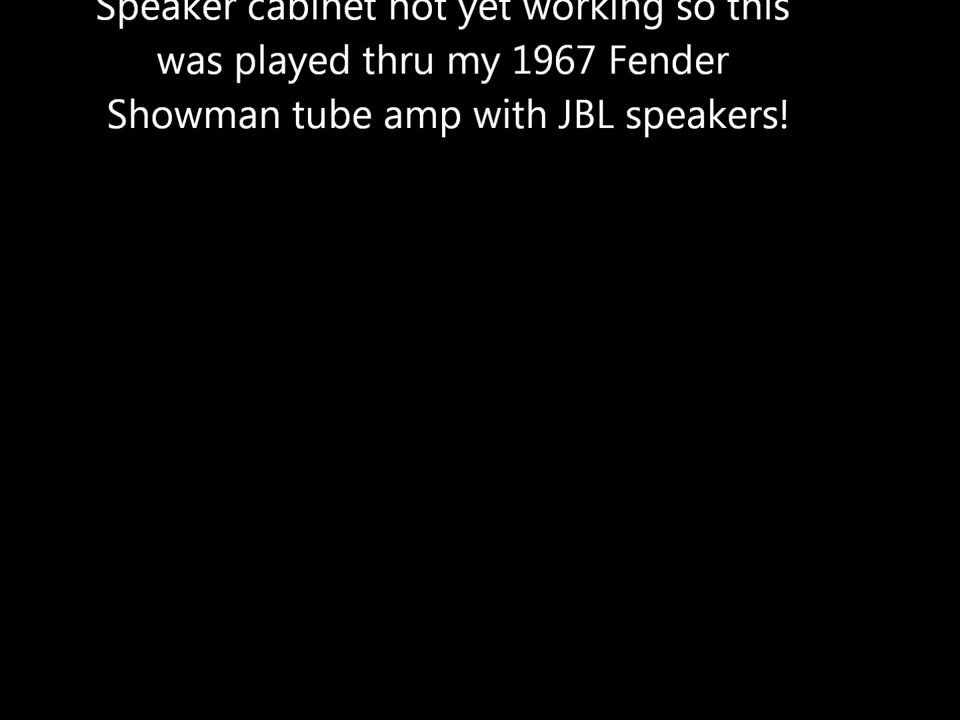 Speaker cabinet not yet working so this
was played thru my 1967 Fender
Showman tube amp with JBL speakers!